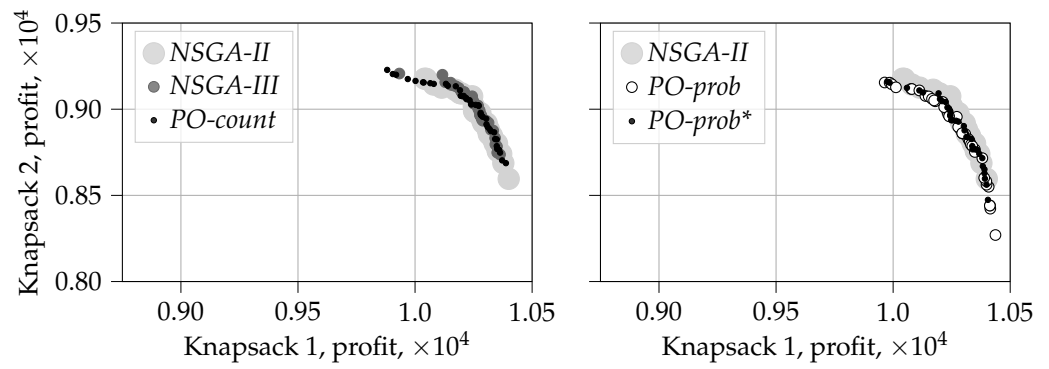 Knapsack 2, profit, ×10⁴
0.95
0.90
0.85
0.80
NSGA-II
NSGA-III
PO-count
0.90
0.95
1.0
1.05
Knapsack 1, profit, ×10⁴
NSGA-II
PO-prob
PO-prob*
0.90
0.95
1.0
1.05
Knapsack 1, profit, ×10⁴